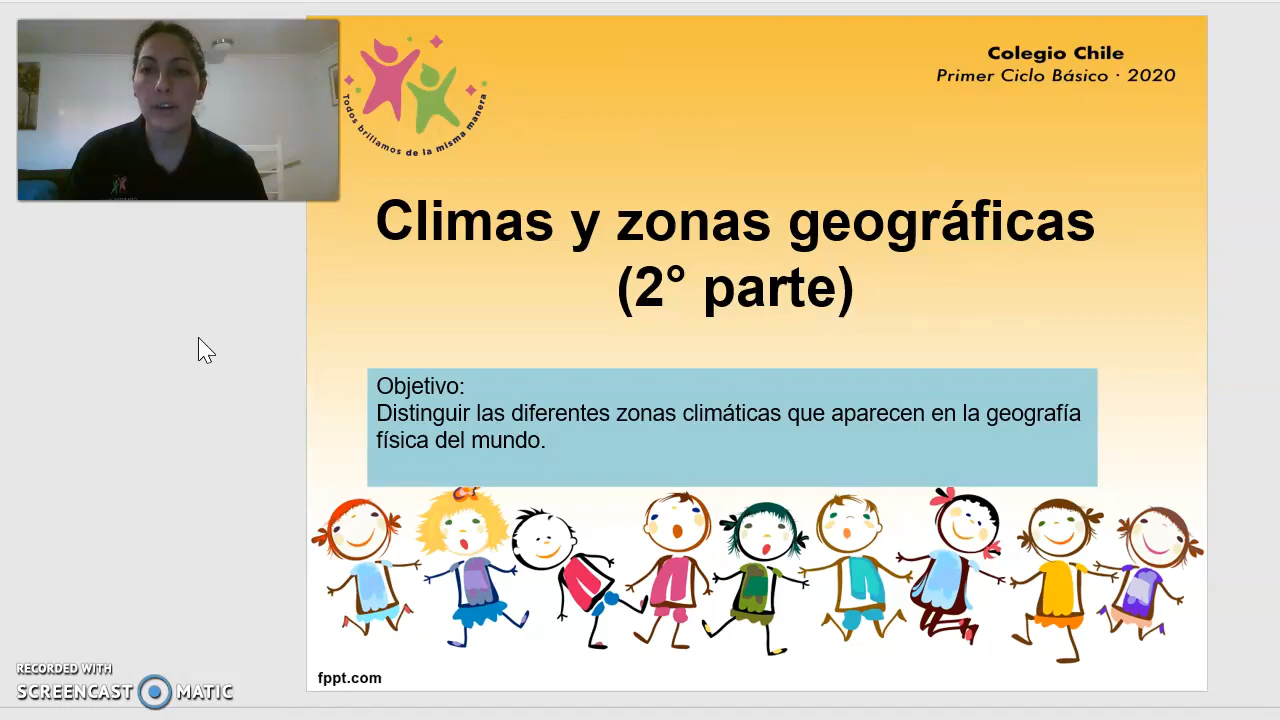 Todos brillamos de la misma manera
Colegio Chile
Primer Ciclo Básico · 2020
Climas y zonas geográficas
(2° parte)
Objetivo:
Distinguir las diferentes zonas climáticas que aparecen en la geografía
física del mundo.
fppt.com
RECORDED WITH
SCREENCAST MATIC